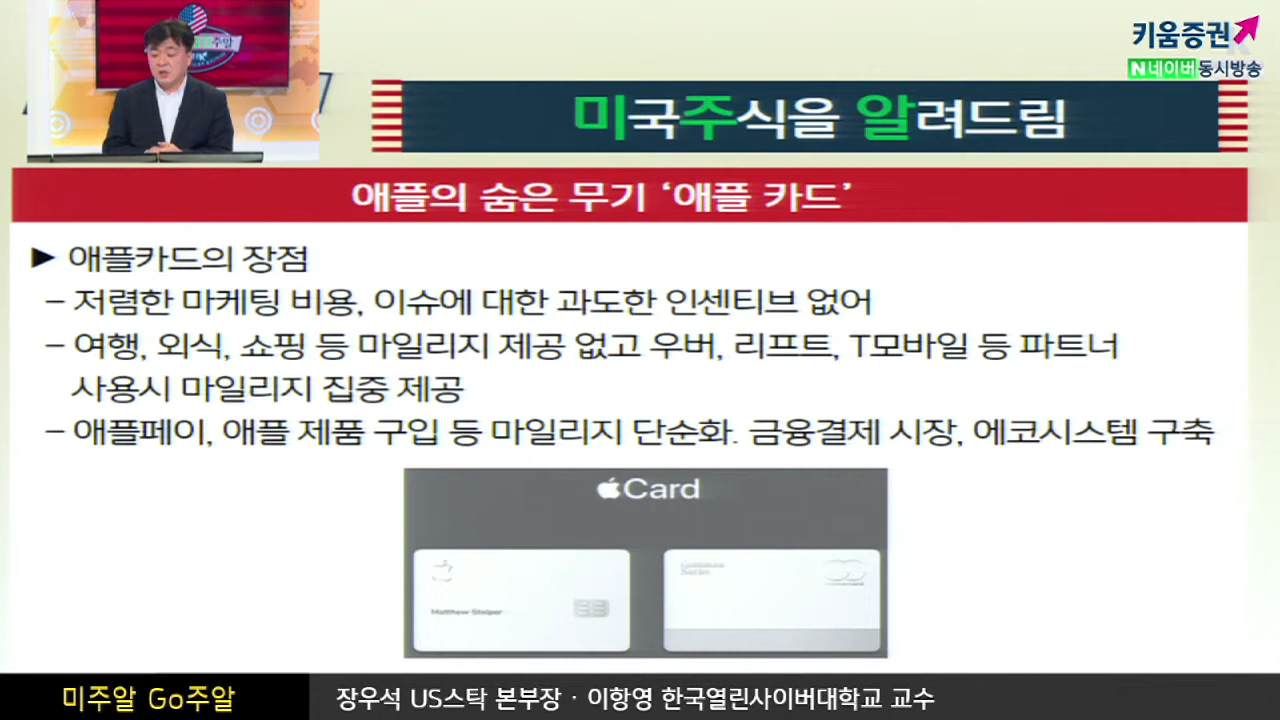 주알
키움증권
N 네이버 동시방송
미국주식을 알려드림
애플의 숨은 무기 ‘애플 카드’
▶ 애플카드의 장점
– 저렴한 마케팅 비용, 이슈에 대한 과도한 인센티브 없어
– 여행, 외식, 쇼핑 등 마일리지 제공 없고 우버, 리프트, T모바일 등 파트너
사용시 마일리지 집중 제공
– 애플페이, 애플 제품 구입 등 마일리지 단순화. 금융결제 시장, 에코시스템 구축
Card
Goldman
Sachs
Matthew
미주알 Go주알
장우석 US스탁 본부장 · 이항영 한국열린사이버대학교 교수